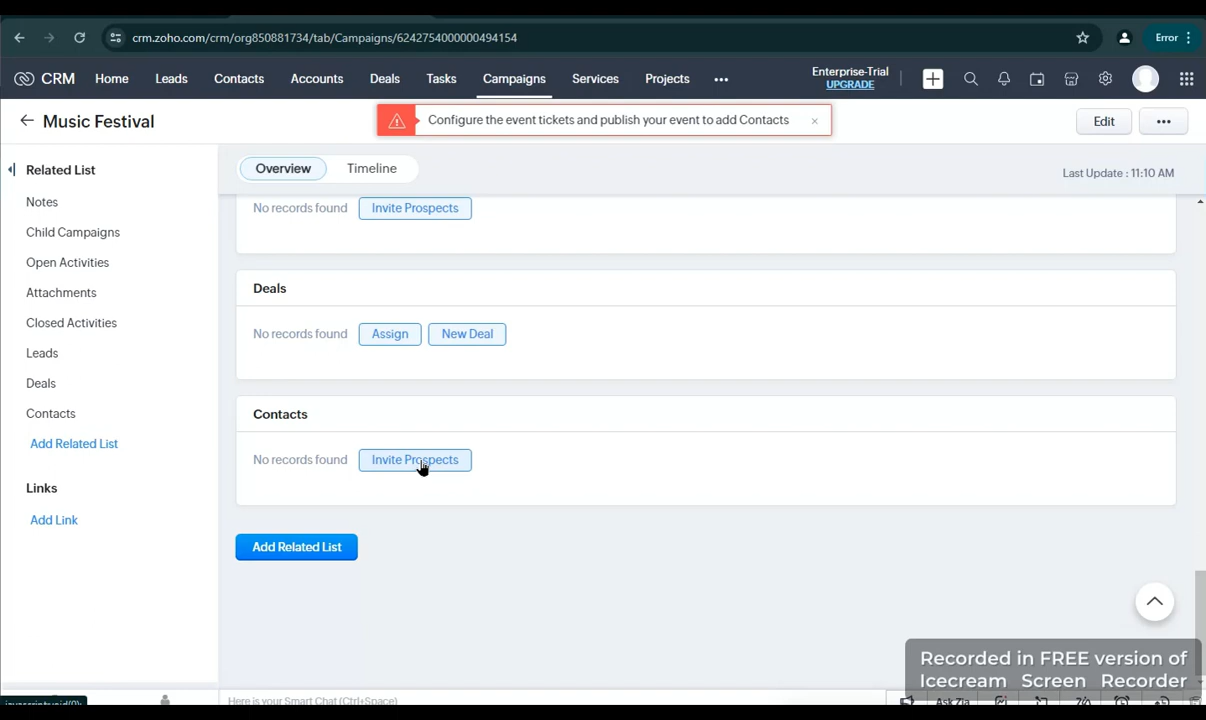 crm.zoho.com/crm/org850881734/tab/Campaigns/6242754000000494154
Error
CRM Home Leads Contacts Accounts Deals Tasks Campaigns Services Projects ••• Enterprise-Trial
UPGRADE
← Music Festival
Configure the event tickets and publish your event to add Contacts ×
Edit •••
Related List
Overview Timeline
Last Update : 11:10 AM
Notes
No records found Invite Prospects
Child Campaigns
Open Activities
Deals
Attachments
Closed Activities
No records found Assign New Deal
Leads
Deals
Contacts
Contacts
Add Related List
No records found Invite Prospects
Links
Add Link
Add Related List
Recorded in FREE version of
Icecream Screen Recorder
Here is your Smart Chat (Ctrl+Space)
Ask Zia